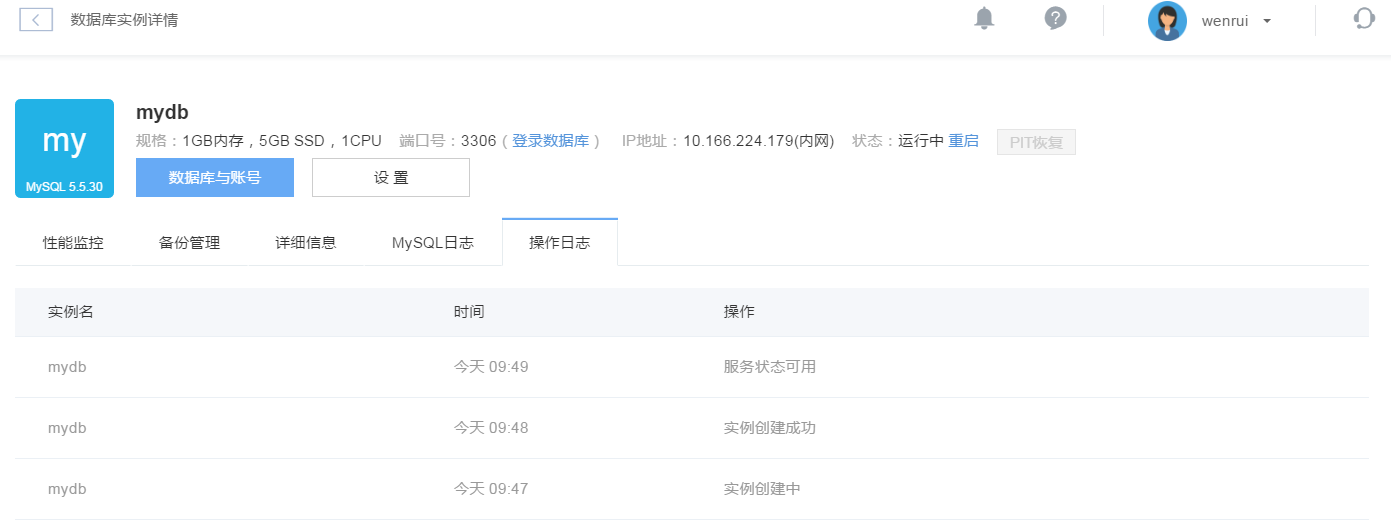 数据库实例详情
wenrui
my
MySQL 5.5.30
mydb
规格：1GB内存，5GB SSD，1CPU 端口号：3306（登录数据库） IP地址：10.166.224.179(内网) 状态：运行中 重启 PIT恢复
数据库与账号 设 置
性能监控 备份管理 详细信息 MySQL日志 操作日志
实例名 时间 操作
mydb 今天 09:49 服务状态可用
mydb 今天 09:48 实例创建成功
mydb 今天 09:47 实例创建中